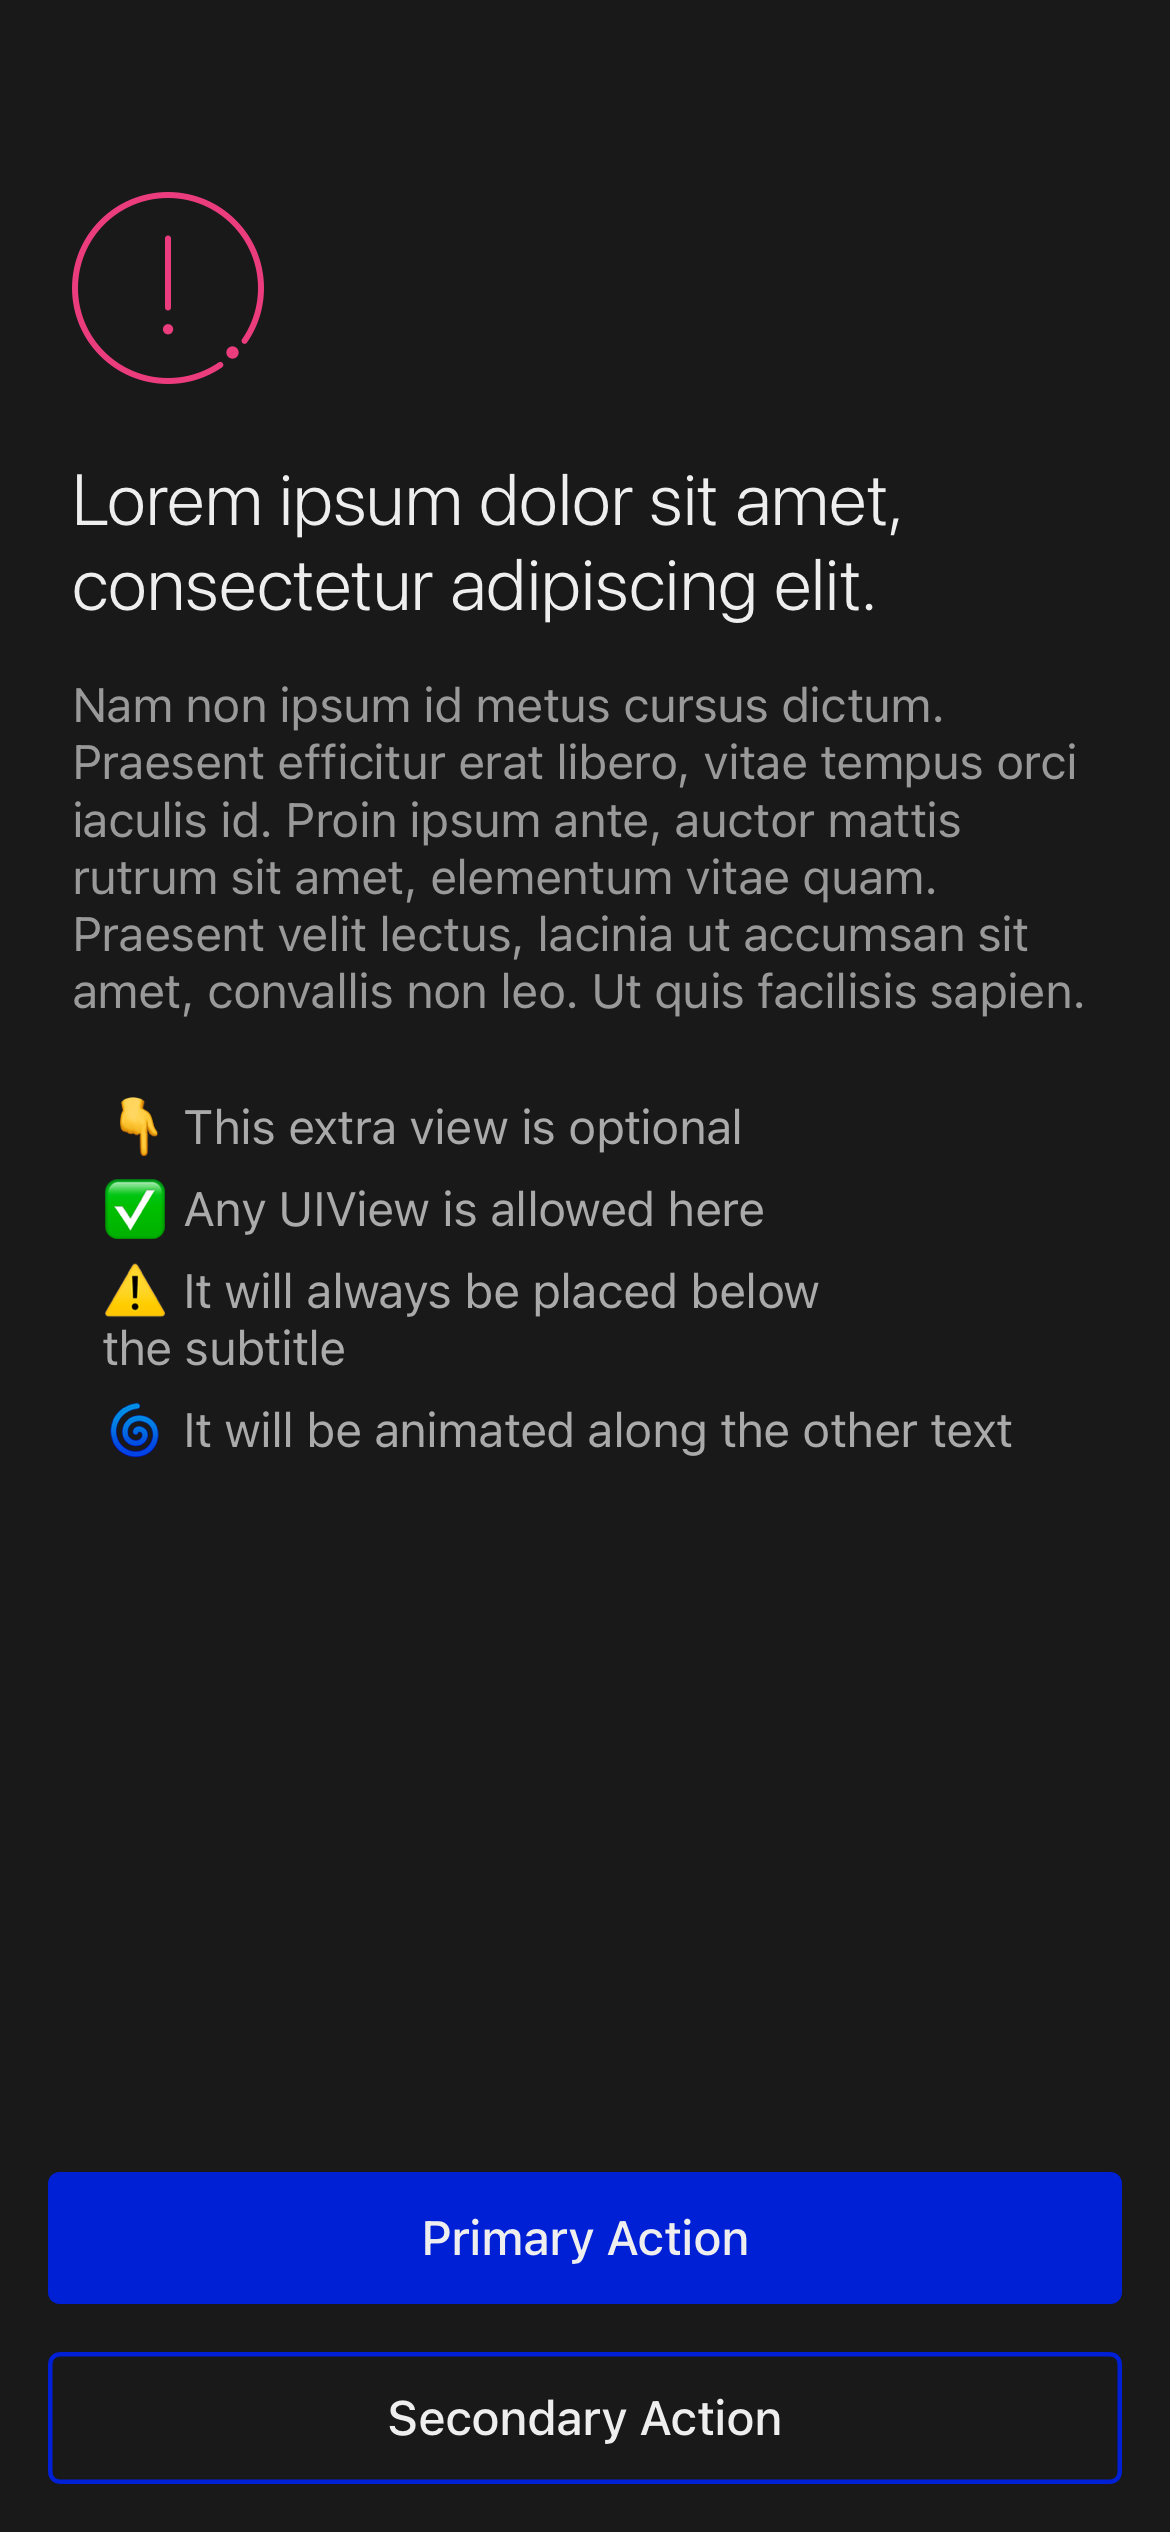 Lorem ipsum dolor sit amet,
consectetur adipiscing elit.
Nam non ipsum id metus cursus dictum.
Praesent efficitur erat libero, vitae tempus orci
iaculis id. Proin ipsum ante, auctor mattis
rutrum sit amet, elementum vitae quam.
Praesent velit lectus, lacinia ut accumsan sit
amet, convallis non leo. Ut quis facilisis sapien.
👇 This extra view is optional
✅ Any UIView is allowed here
⚠️ It will always be placed below
the subtitle
🌀 It will be animated along the other text
Primary Action
Secondary Action